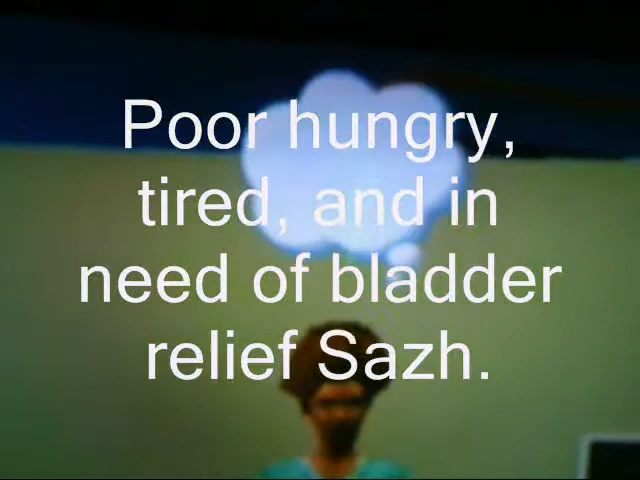 Poor hungry,
tired, and in
need of bladder
relief Sazh.